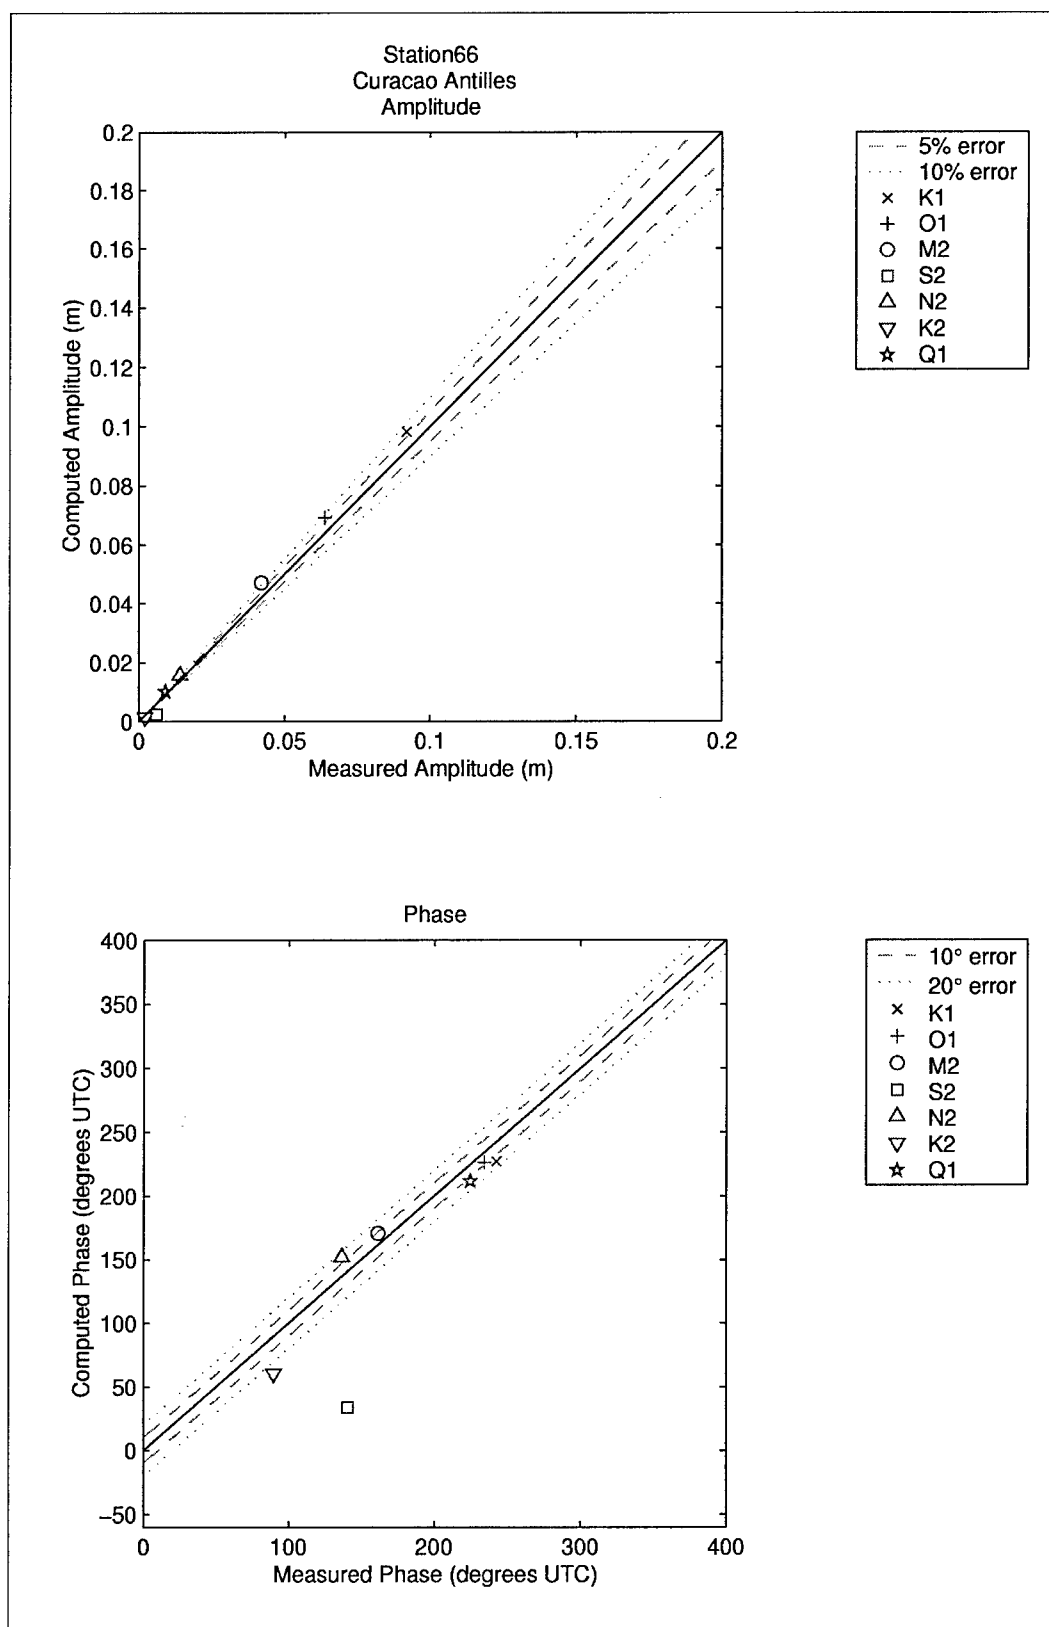 Station66
Curacao Antilles
Amplitude
0.2
0.18
0.16
0.14
0.12
0.1
0.08
0.06
0.04
0.02
0
Computed Amplitude (m)
0 0.05 0.1 0.15 0.2
Measured Amplitude (m)
5% error
10% error
K1
O1
M2
S2
N2
K2
Q1
Phase
400
350
300
250
200
150
100
50
0
−50
Computed Phase (degrees UTC)
0 100 200 300 400
Measured Phase (degrees UTC)
10° error
20° error
K1
O1
M2
S2
N2
K2
Q1